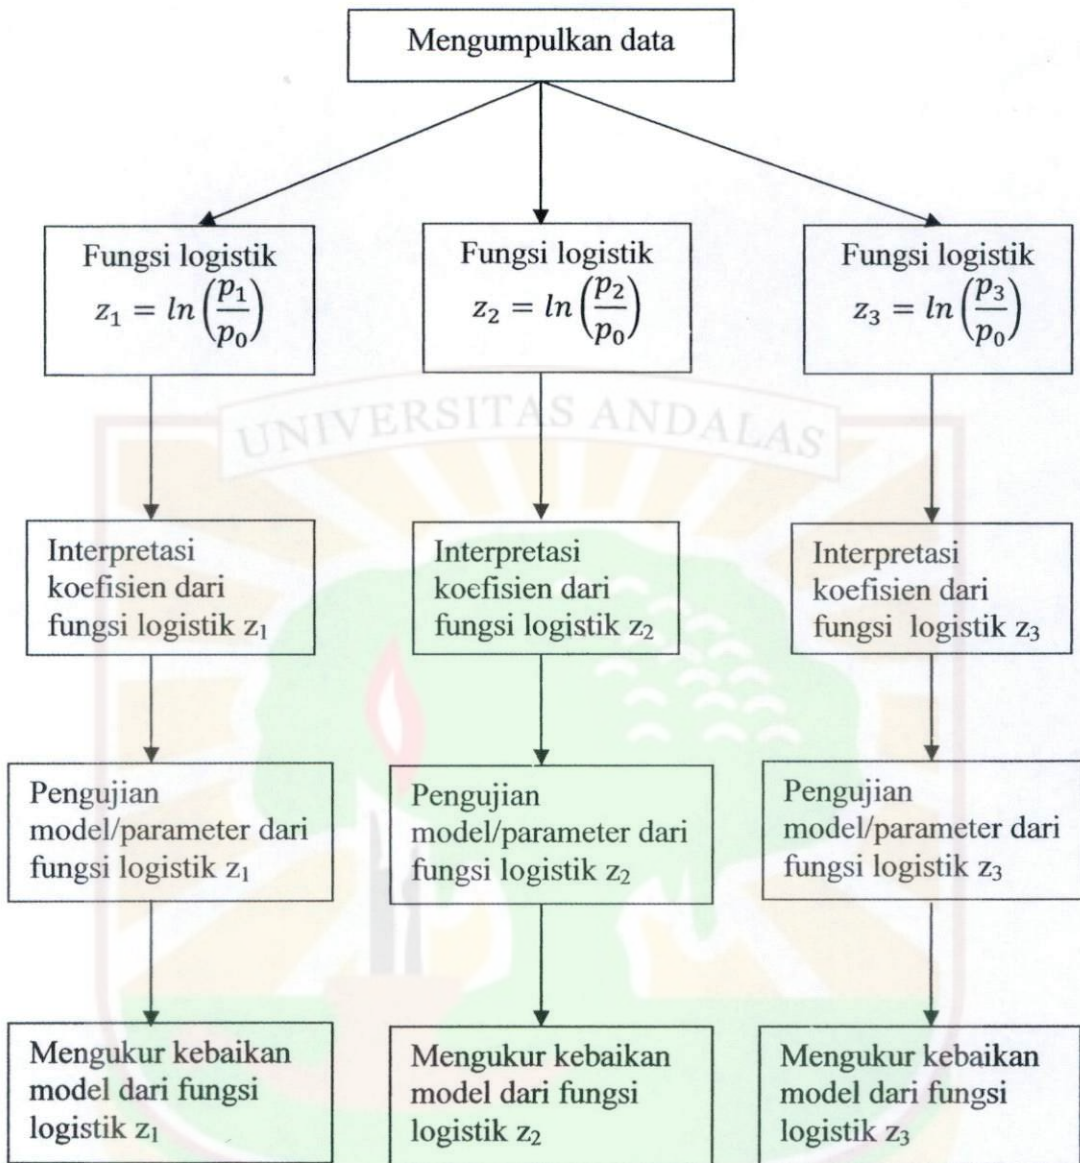 Mengumpulkan data
Fungsi logistik
z₁ = ln(p₁/p₀)
Fungsi logistik
z₂ = ln(p₂/p₀)
Fungsi logistik
z₃ = ln(p₃/p₀)
UNIVERSITAS ANDALAS
Interpretasi
koefisien dari
fungsi logistik z₁
Interpretasi
koefisien dari
fungsi logistik z₂
Interpretasi
koefisien dari
fungsi logistik z₃
Pengujian
model/parameter dari
fungsi logistik z₁
Pengujian
model/parameter dari
fungsi logistik z₂
Pengujian
model/parameter dari
fungsi logistik z₃
Mengukur kebaikan
model dari fungsi
logistik z₁
Mengukur kebaikan
model dari fungsi
logistik z₂
Mengukur kebaikan
model dari fungsi
logistik z₃